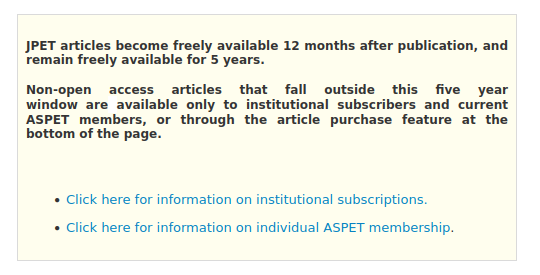 JPET articles become freely available 12 months after publication, and
remain freely available for 5 years.
Non-open access articles that fall outside this five year
window are available only to institutional subscribers and current
ASPET members, or through the article purchase feature at the
bottom of the page.
• Click here for information on institutional subscriptions.
• Click here for information on individual ASPET membership.